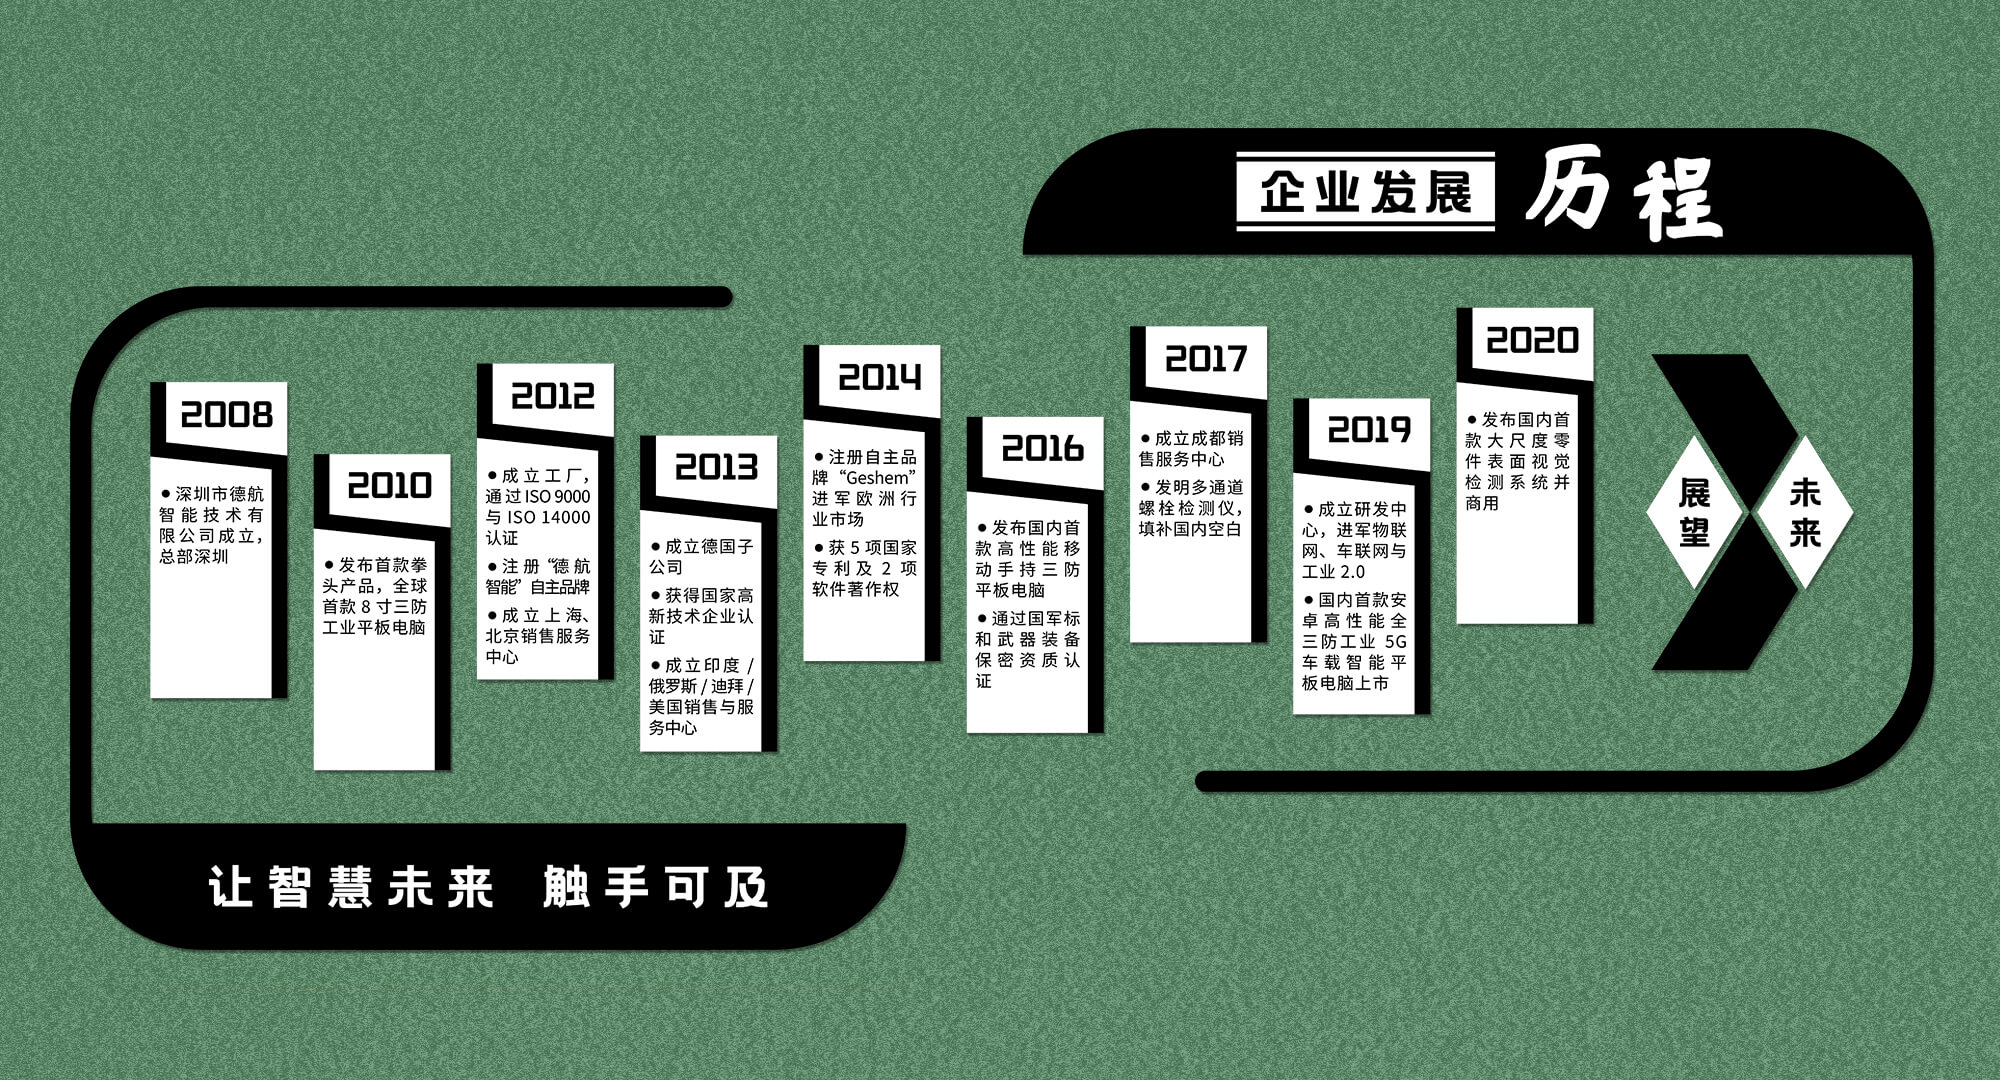 企业发展 历程
2008
●深圳市德航
智能技术有
限公司成立，
总部深圳
2010
●发布首款拳
头产品，全球
首款 8 寸三防
工业平板电脑
2012
●成立工厂，
通过 ISO 9000
与 ISO 14000
认证
●注册“德航
智能”自主品牌
●成立上海、
北京销售服务
中心
2013
●成立德国子
公司
●获得国家高
新技术企业认
证
●成立印度 /
俄罗斯 / 迪拜 /
美国销售与服
务中心
2014
●注册自主品
牌“Geshem”
进军欧洲行
业市场
●获 5 项国家
专利及 2 项
软件著作权
2016
●发布国内首
款高性能移
动手持三防
平板电脑
●通过国军标
和武器装备
保密资质认
证
2017
●成立成都销
售服务中心
●发明多通道
螺栓检测仪，
填补国内空白
2019
●成立研发中
心，进军物联
网、车联网与
工业 2.0
●国内首款安
卓高性能全
三防工业 5G
车载智能平
板电脑上市
2020
●发布国内首
款大尺度零
件表面视觉
检测系统并
商用
展望
未来
让智慧未来 触手可及